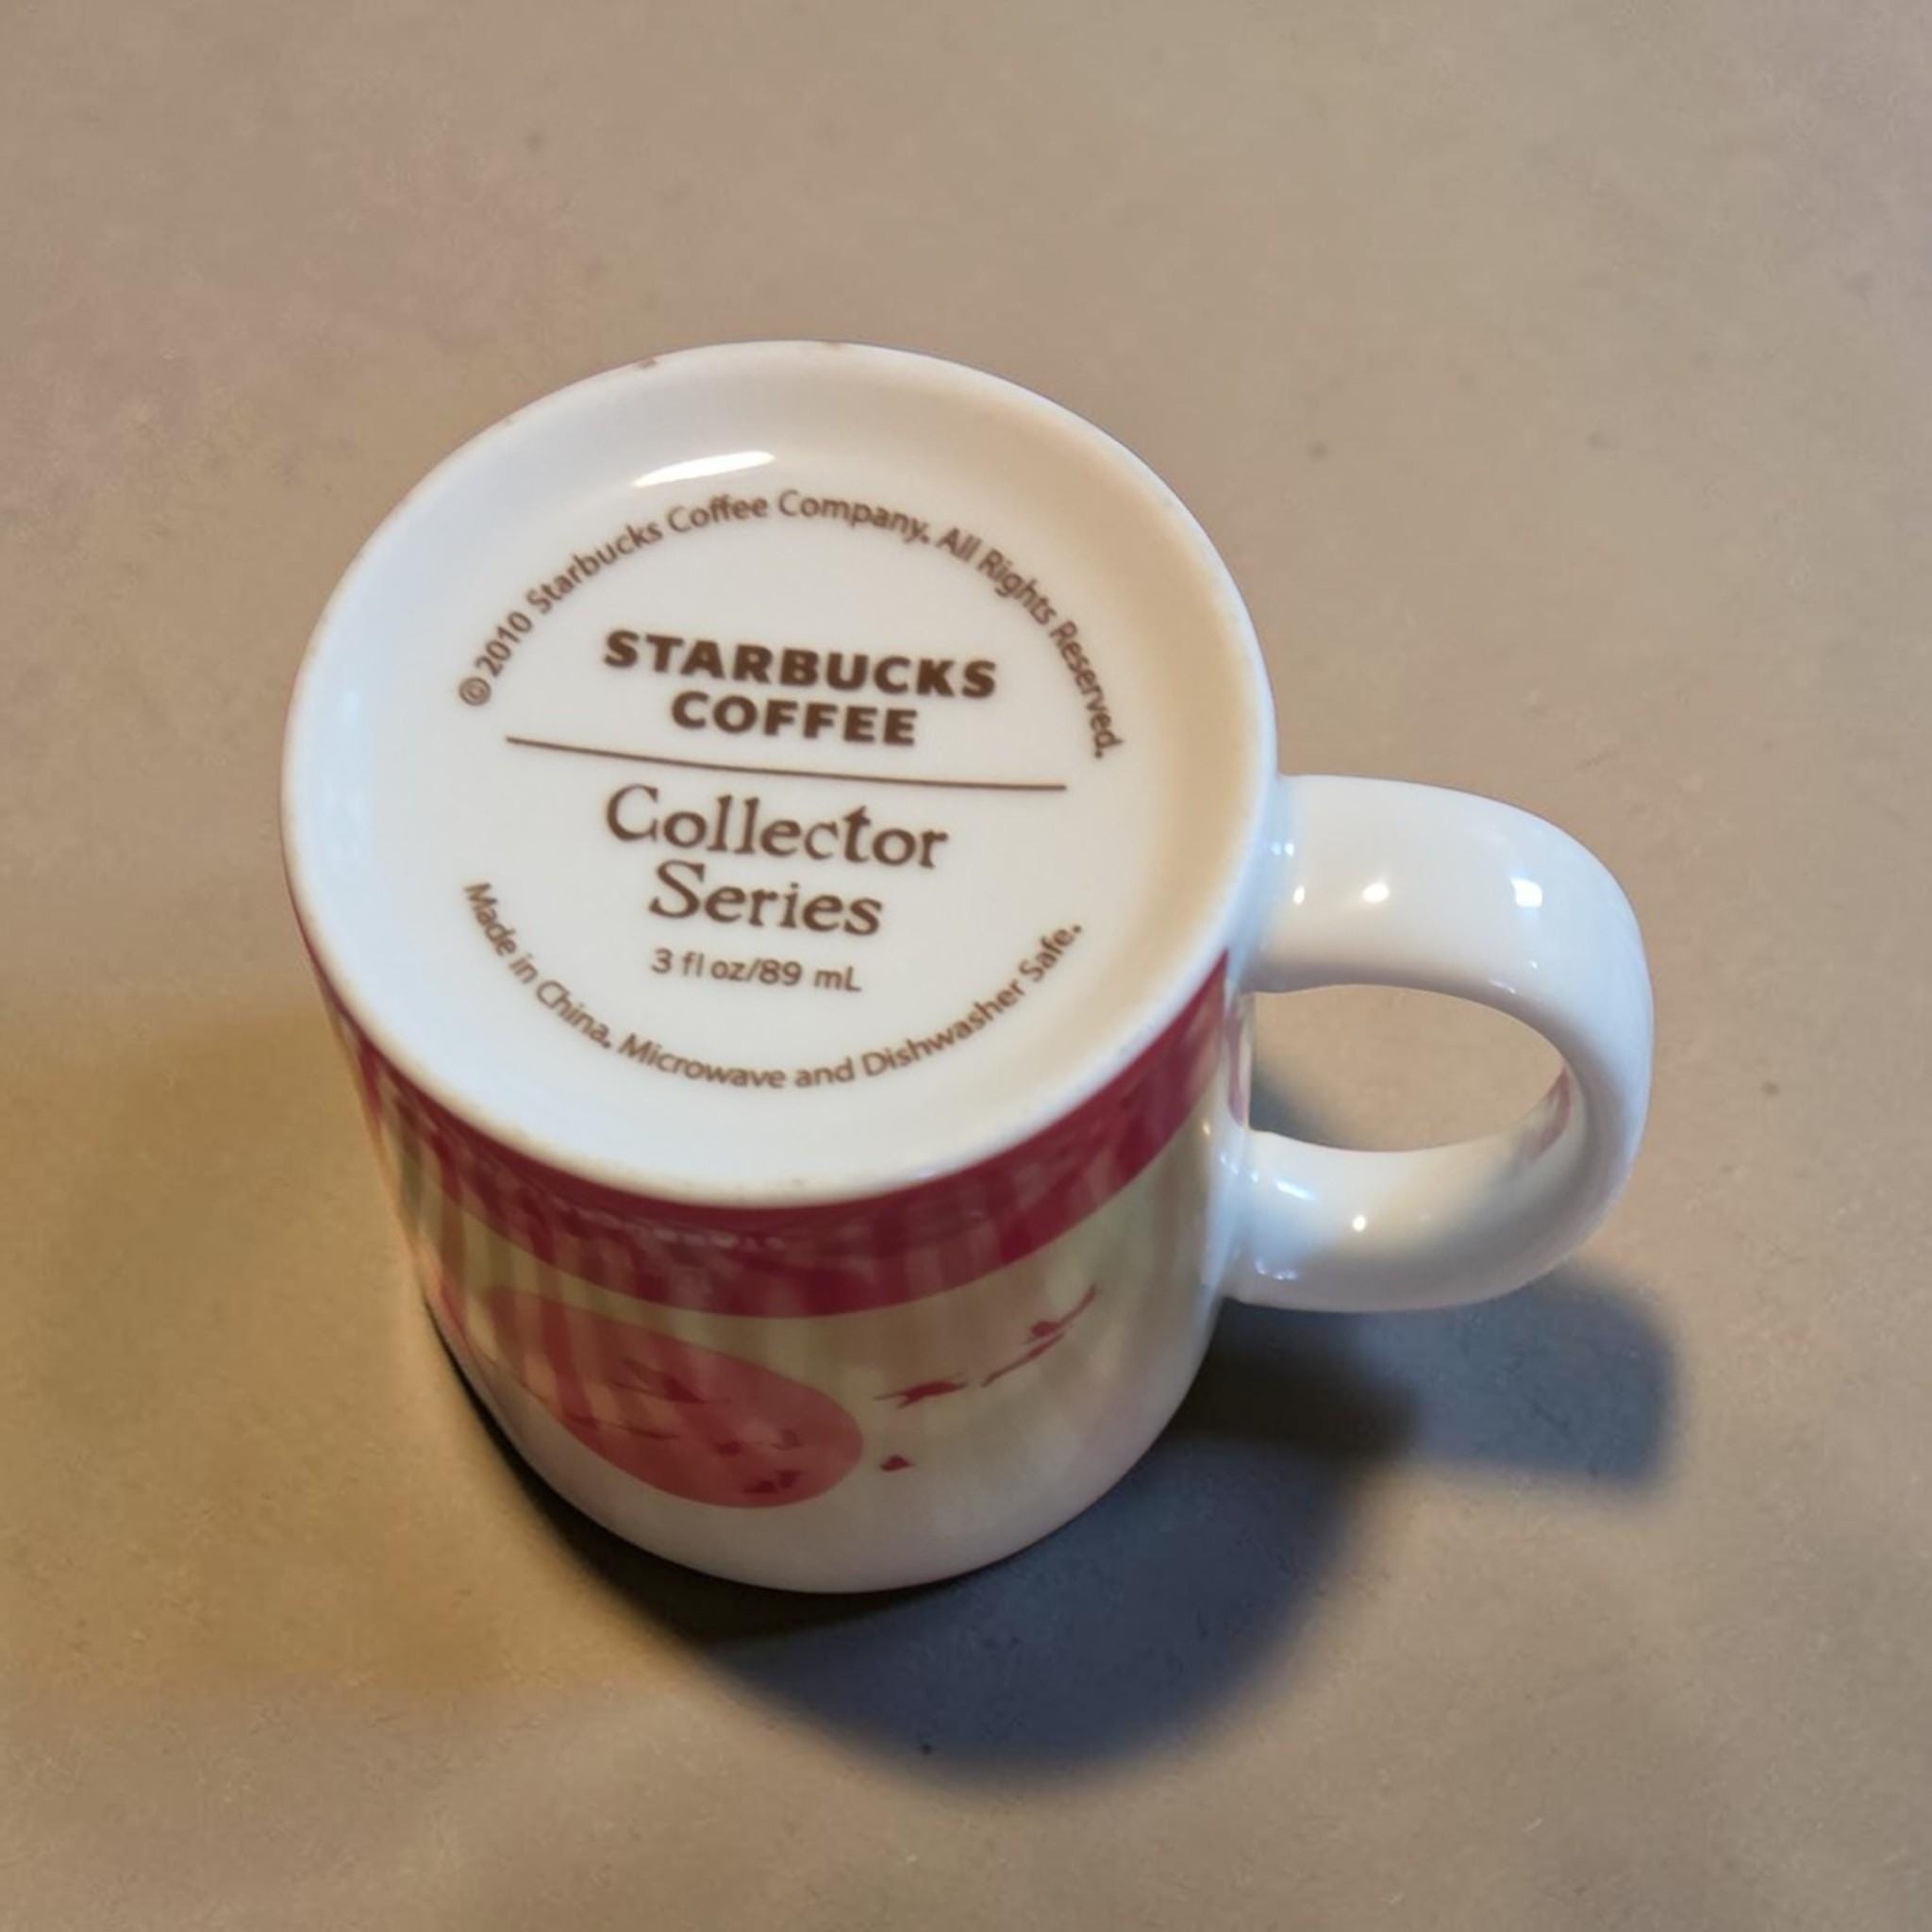 ©2010 Starbucks Coffee Company. All Rights Reserved.
STARBUCKS
COFFEE
Collector
Series
3 fl oz/89 mL
Made in China. Microwave and Dishwasher Safe.